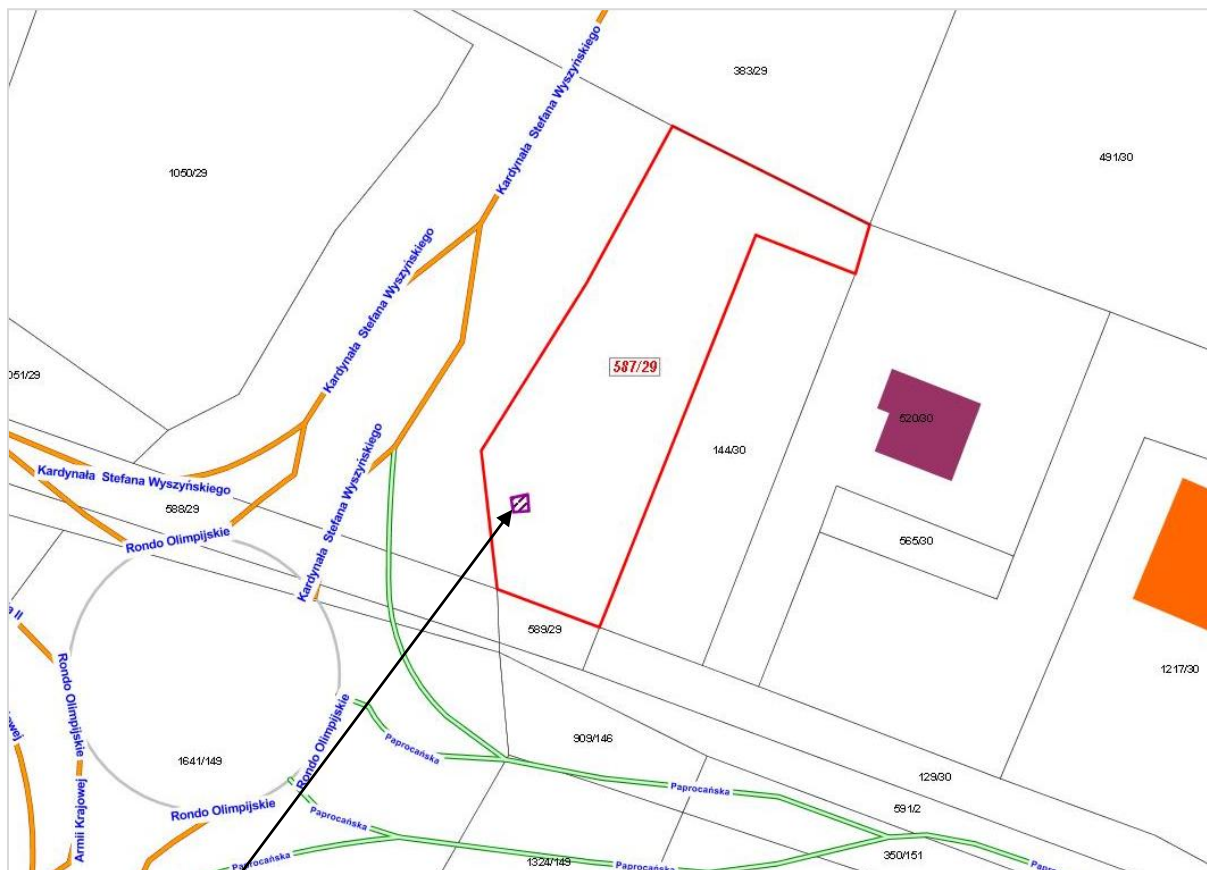 383/29
491/30
1050/29
Kardynała Stefana Wyszyńskiego
Kardynała Stefana Wyszyńskiego
587/29
051/29
520/30
144/30
Kardynała Stefana Wyszyńskiego
Kardynała Stefana Wyszyńskiego
588/29
Rondo Olimpijskie
565/30
589/29
1217/30
Rondo Olimpijskie
909/146
Rondo Olimpijskie
Paprocańska
1641/149
129/30
Paprocańska
591/2
Rondo Olimpijskie
Armii Krajowej
Paprocańska
Paprocańska
1324/149
Paprocańska
350/151